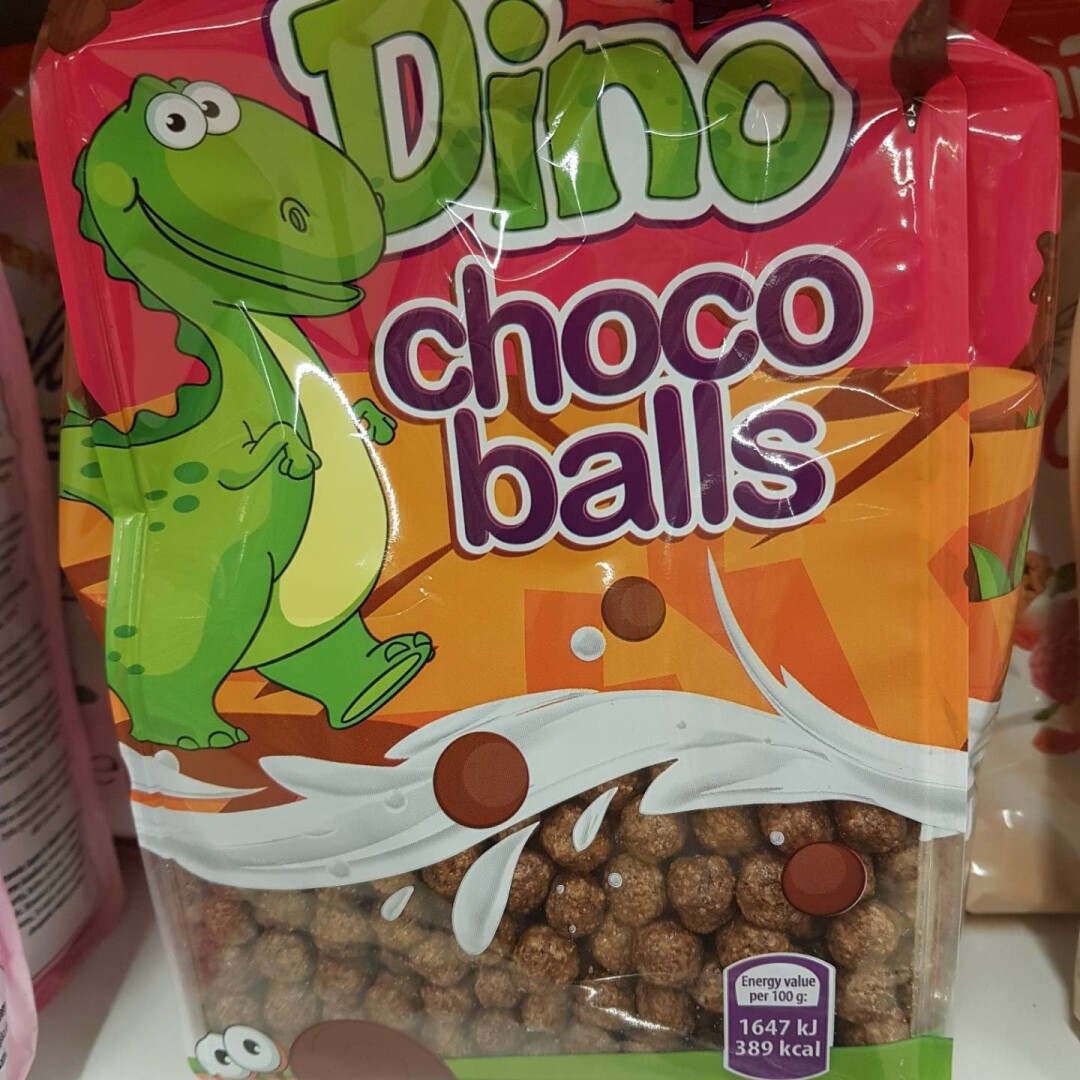 Dino
choco
balls
Energy value
per 100 g:
1647 kJ
389 kcal